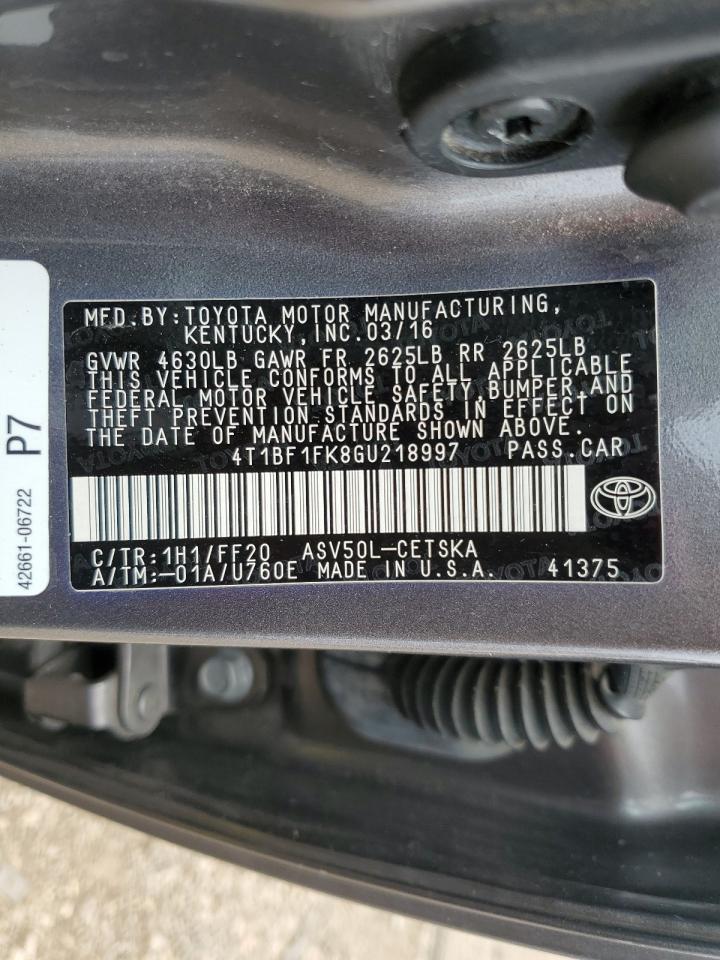 MFD.BY:TOYOTA MOTOR MANUFACTURING,
KENTUCKY,INC.03/16
GVWR 4630LB GAWR FR 2625LB RR 2625LB
THIS VEHICLE CONFORMS TO ALL APPLICABLE
FEDERAL MOTOR VEHICLE SAFETY,BUMPER,AND
THEFT PREVENTION STANDARDS IN EFFECT ON
THE DATE OF MANUFACTURE SHOWN ABOVE.
4T1BF1FK8GU218997 PASS.CAR
C/TR:1H1/FF20 ASV50L-CETSKA
A/TM:-01A/U760E MADE IN U.S.A. 41375
P7
42661-06722